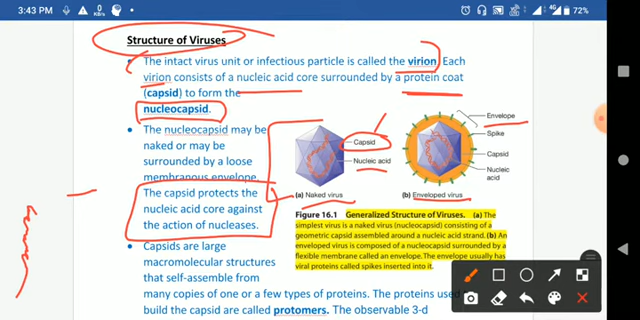 3:43 PM
0
KB/s
4G
72%
Structure of Viruses
• The intact virus unit or infectious particle is called the virion. Each
virion consists of a nucleic acid core surrounded by a protein coat
(capsid) to form the
nucleocapsid.
• The nucleocapsid may be
naked or may be
surrounded by a loose
membranous envelope.
The capsid protects the
nucleic acid core against
the action of nucleases.
• Capsids are large
macromolecular structures
that self-assemble from
many copies of one or a few types of proteins. The proteins used
build the capsid are called protomers. The observable 3-d
Capsid
Nucleic acid
(a) Naked virus
Envelope
Spike
Capsid
Nucleic
acid
(b) Enveloped virus
Figure 16.1 Generalized Structure of Viruses. (a) The
simplest virus is a naked virus (nucleocapsid) consisting of a
geometric capsid assembled around a nucleic acid strand. (b) An
enveloped virus is composed of a nucleocapsid surrounded by a
flexible membrane called an envelope. The envelope usually has
viral proteins called spikes inserted into it.